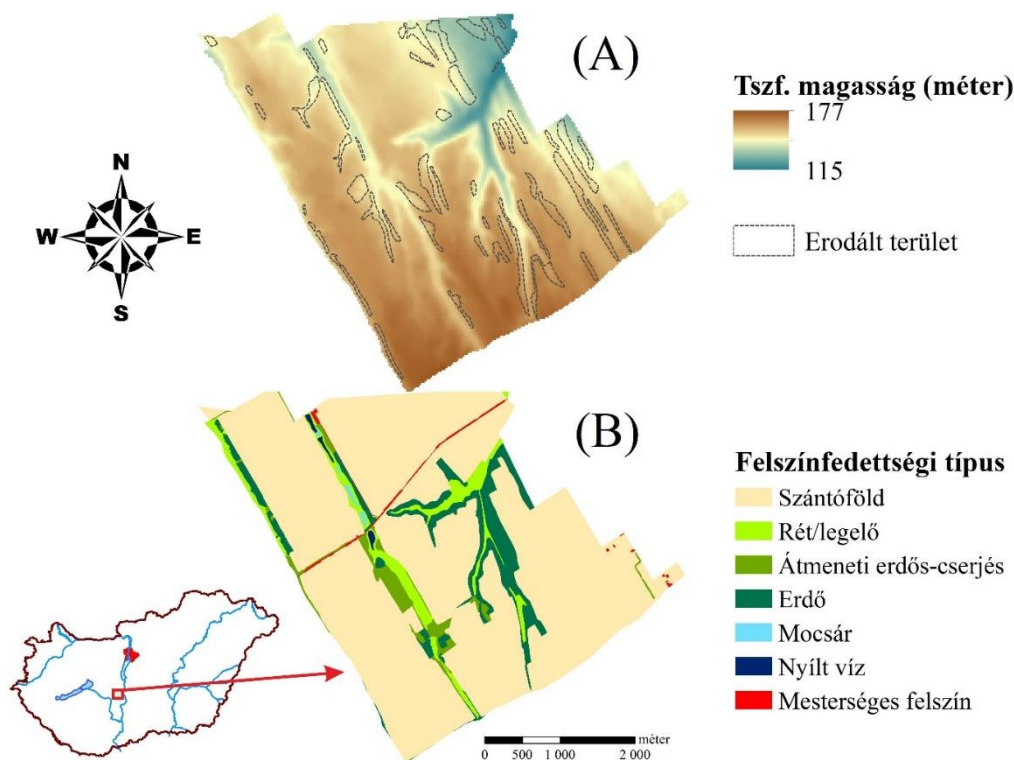 (A)
Tszf. magasság (méter)
177
115
Erodált terület
N
W
E
S
(B)
Felszínfedettségi típus
Szántóföld
Rét/legelő
Átmeneti erdős-cserjés
Erdő
Mocsár
Nyílt víz
Mesterséges felszín
méter
0 500 1 000 2 000